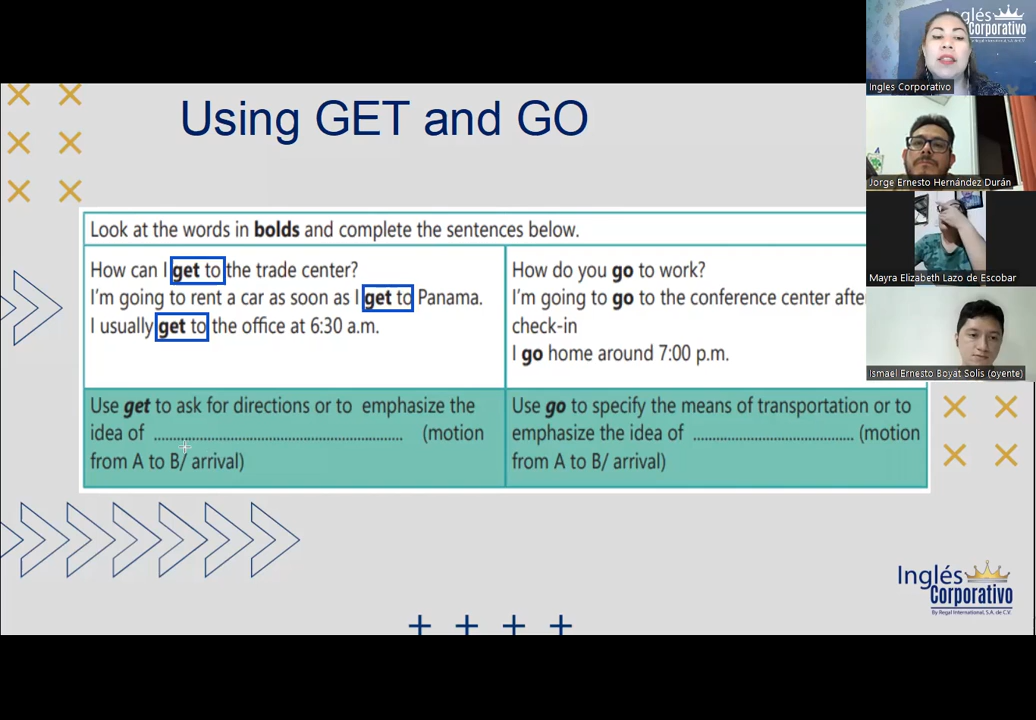 Using GET and GO
Look at the words in bolds and complete the sentences below.
How can I get to the trade center?
I'm going to rent a car as soon as I get to Panama.
I usually get to the office at 6:30 a.m.
How do you go to work?
I'm going to go to the conference center after
check-in
I go home around 7:00 p.m.
Use get to ask for directions or to emphasize the
idea of ........................................................ (motion
from A to B/ arrival)
Use go to specify the means of transportation or to
emphasize the idea of .................................... (motion
from A to B/ arrival)
Inglés
Corporativo
By Regal International, S.A. de C.V.
Inglés
Corporativo
Ingles Corporativo
Jorge Ernesto Hernández Durán
Mayra Elizabeth Lazo de Escobar
Ismael Ernesto Boyat Solis (oyente)